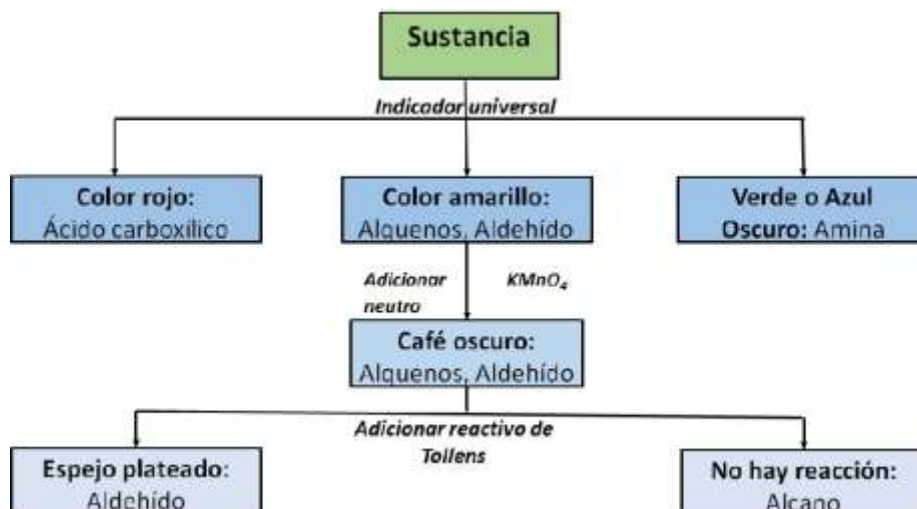 Sustancia
Indicador universal
Color rojo:
Ácido carboxílico
Color amarillo:
Alquenos, Aldehído
Verde o Azul
Oscuro: Amina
Adicionar KMnO₄
neutro
Café oscuro:
Alquenos, Aldehído
Adicionar reactivo de
Tollens
Espejo plateado:
Aldehído
No hay reacción:
Alcano